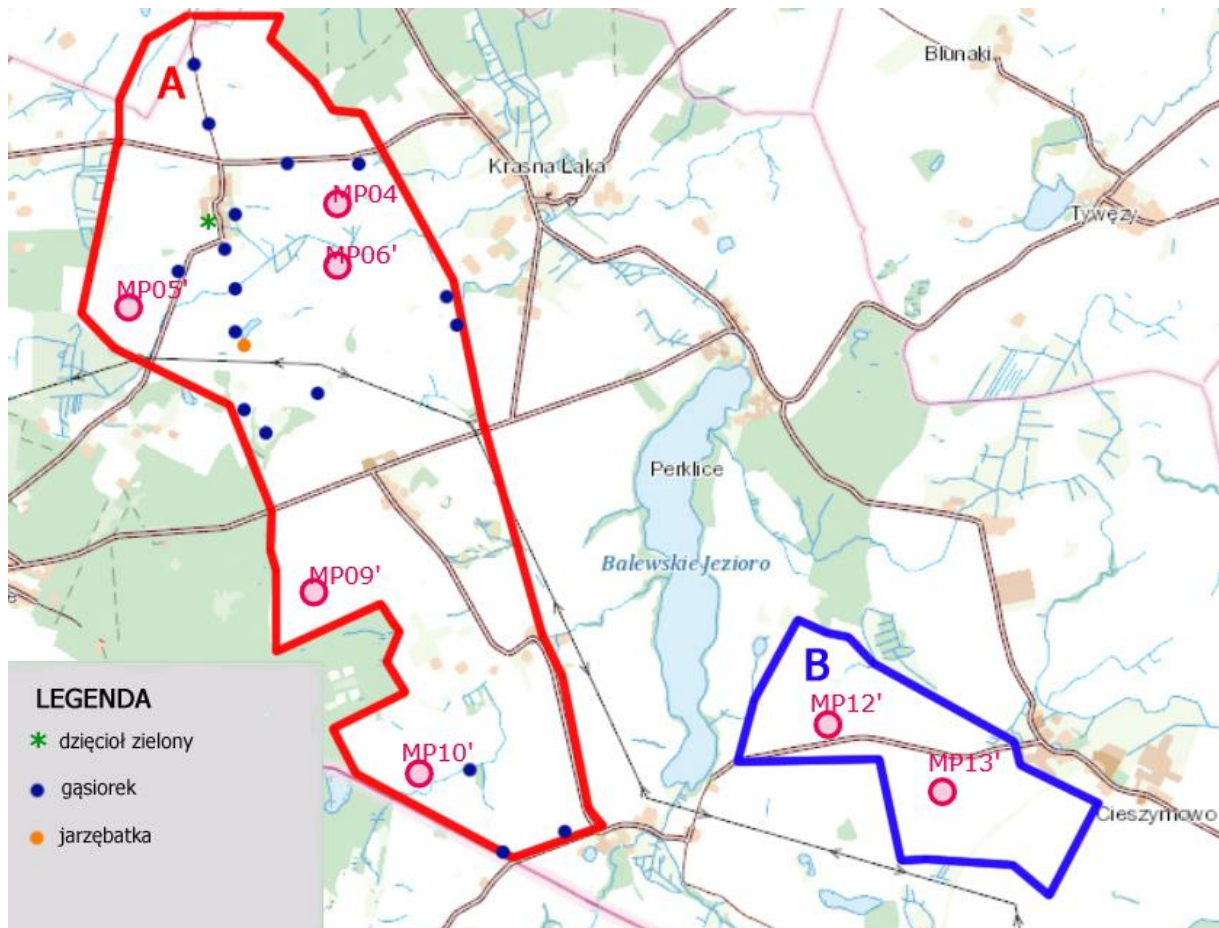 A
Blunaki
Krasna Łąka
MP04
Tywęzy
MP06'
MP05'
Perklice
Balewskie Jezioro
MP09'
B
MP12'
MP10'
MP13'
Cieszymowo
LEGENDA
dzięcioł zielony
gąsiorek
jarzębatka